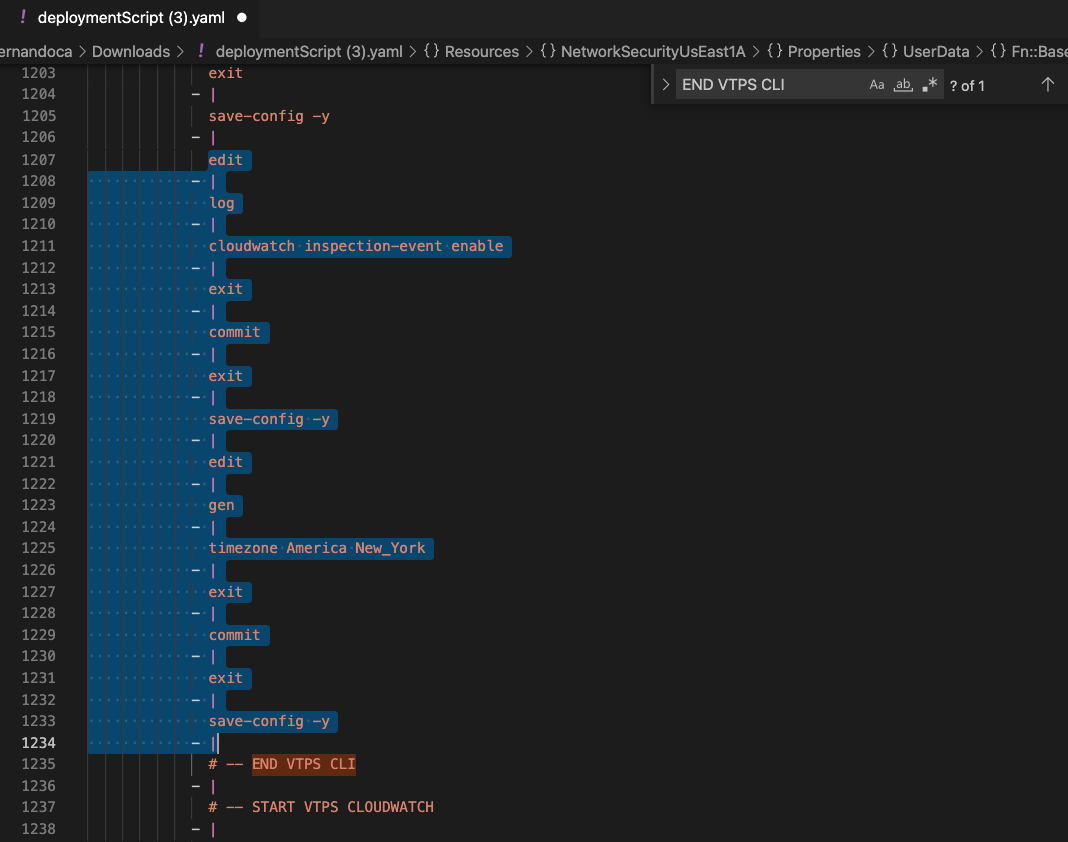 ! deploymentScript (3).yaml ●
ernandoca > Downloads > ! deploymentScript (3).yaml > {} Resources > {} NetworkSecurityUsEast1A > {} Properties > {} UserData > {} Fn::Base
END VTPS CLI Aa ab .* ? of 1 ↑
1203 exit
1204 - |
1205 save-config -y
1206 - |
1207 edit
1208 - |
1209 log
1210 - |
1211 cloudwatch inspection-event enable
1212 - |
1213 exit
1214 - |
1215 commit
1216 - |
1217 exit
1218 - |
1219 save-config -y
1220 - |
1221 edit
1222 - |
1223 gen
1224 - |
1225 timezone America New_York
1226 - |
1227 exit
1228 - |
1229 commit
1230 - |
1231 exit
1232 - |
1233 save-config -y
1234 - |
1235 # -- END VTPS CLI
1236 - |
1237 # -- START VTPS CLOUDWATCH
1238 - |